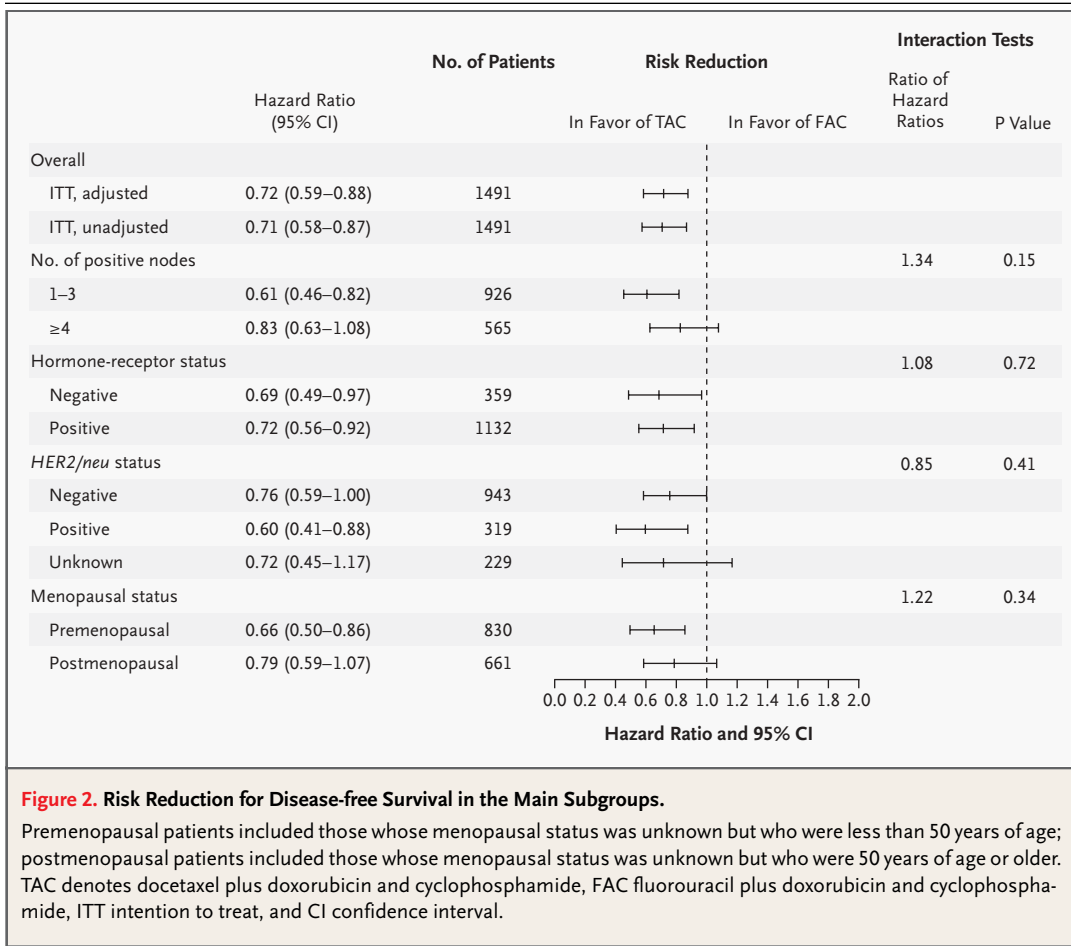 Interaction Tests
No. of Patients Risk Reduction
Hazard Ratio (95% CI) In Favor of TAC In Favor of FAC Ratio of Hazard Ratios P Value
Overall
ITT, adjusted 0.72 (0.59–0.88) 1491
ITT, unadjusted 0.71 (0.58–0.87) 1491
No. of positive nodes 1.34 0.15
1–3 0.61 (0.46–0.82) 926
≥4 0.83 (0.63–1.08) 565
Hormone-receptor status 1.08 0.72
Negative 0.69 (0.49–0.97) 359
Positive 0.72 (0.56–0.92) 1132
HER2/neu status 0.85 0.41
Negative 0.76 (0.59–1.00) 943
Positive 0.60 (0.41–0.88) 319
Unknown 0.72 (0.45–1.17) 229
Menopausal status 1.22 0.34
Premenopausal 0.66 (0.50–0.86) 830
Postmenopausal 0.79 (0.59–1.07) 661
0.0 0.2 0.4 0.6 0.8 1.0 1.2 1.4 1.6 1.8 2.0
Hazard Ratio and 95% CI
Figure 2. Risk Reduction for Disease-free Survival in the Main Subgroups.
Premenopausal patients included those whose menopausal status was unknown but who were less than 50 years of age;
postmenopausal patients included those whose menopausal status was unknown but who were 50 years of age or older.
TAC denotes docetaxel plus doxorubicin and cyclophosphamide, FAC fluorouracil plus doxorubicin and cyclophospha-
mide, ITT intention to treat, and CI confidence interval.